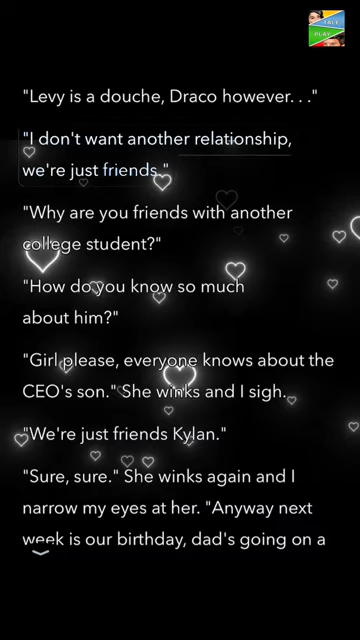 TALE
PLAY
"Levy is a douche, Draco however. . ."
"I don't want another relationship,
we're just friends."
"Why are you friends with another
college student?"
"How do you know so much
about him?"
"Girl please, everyone knows about the
CEO's son." She winks and I sigh.
"We're just friends Kylan."
"Sure, sure." She winks again and I
narrow my eyes at her. "Anyway next
week is our birthday, dad's going on a